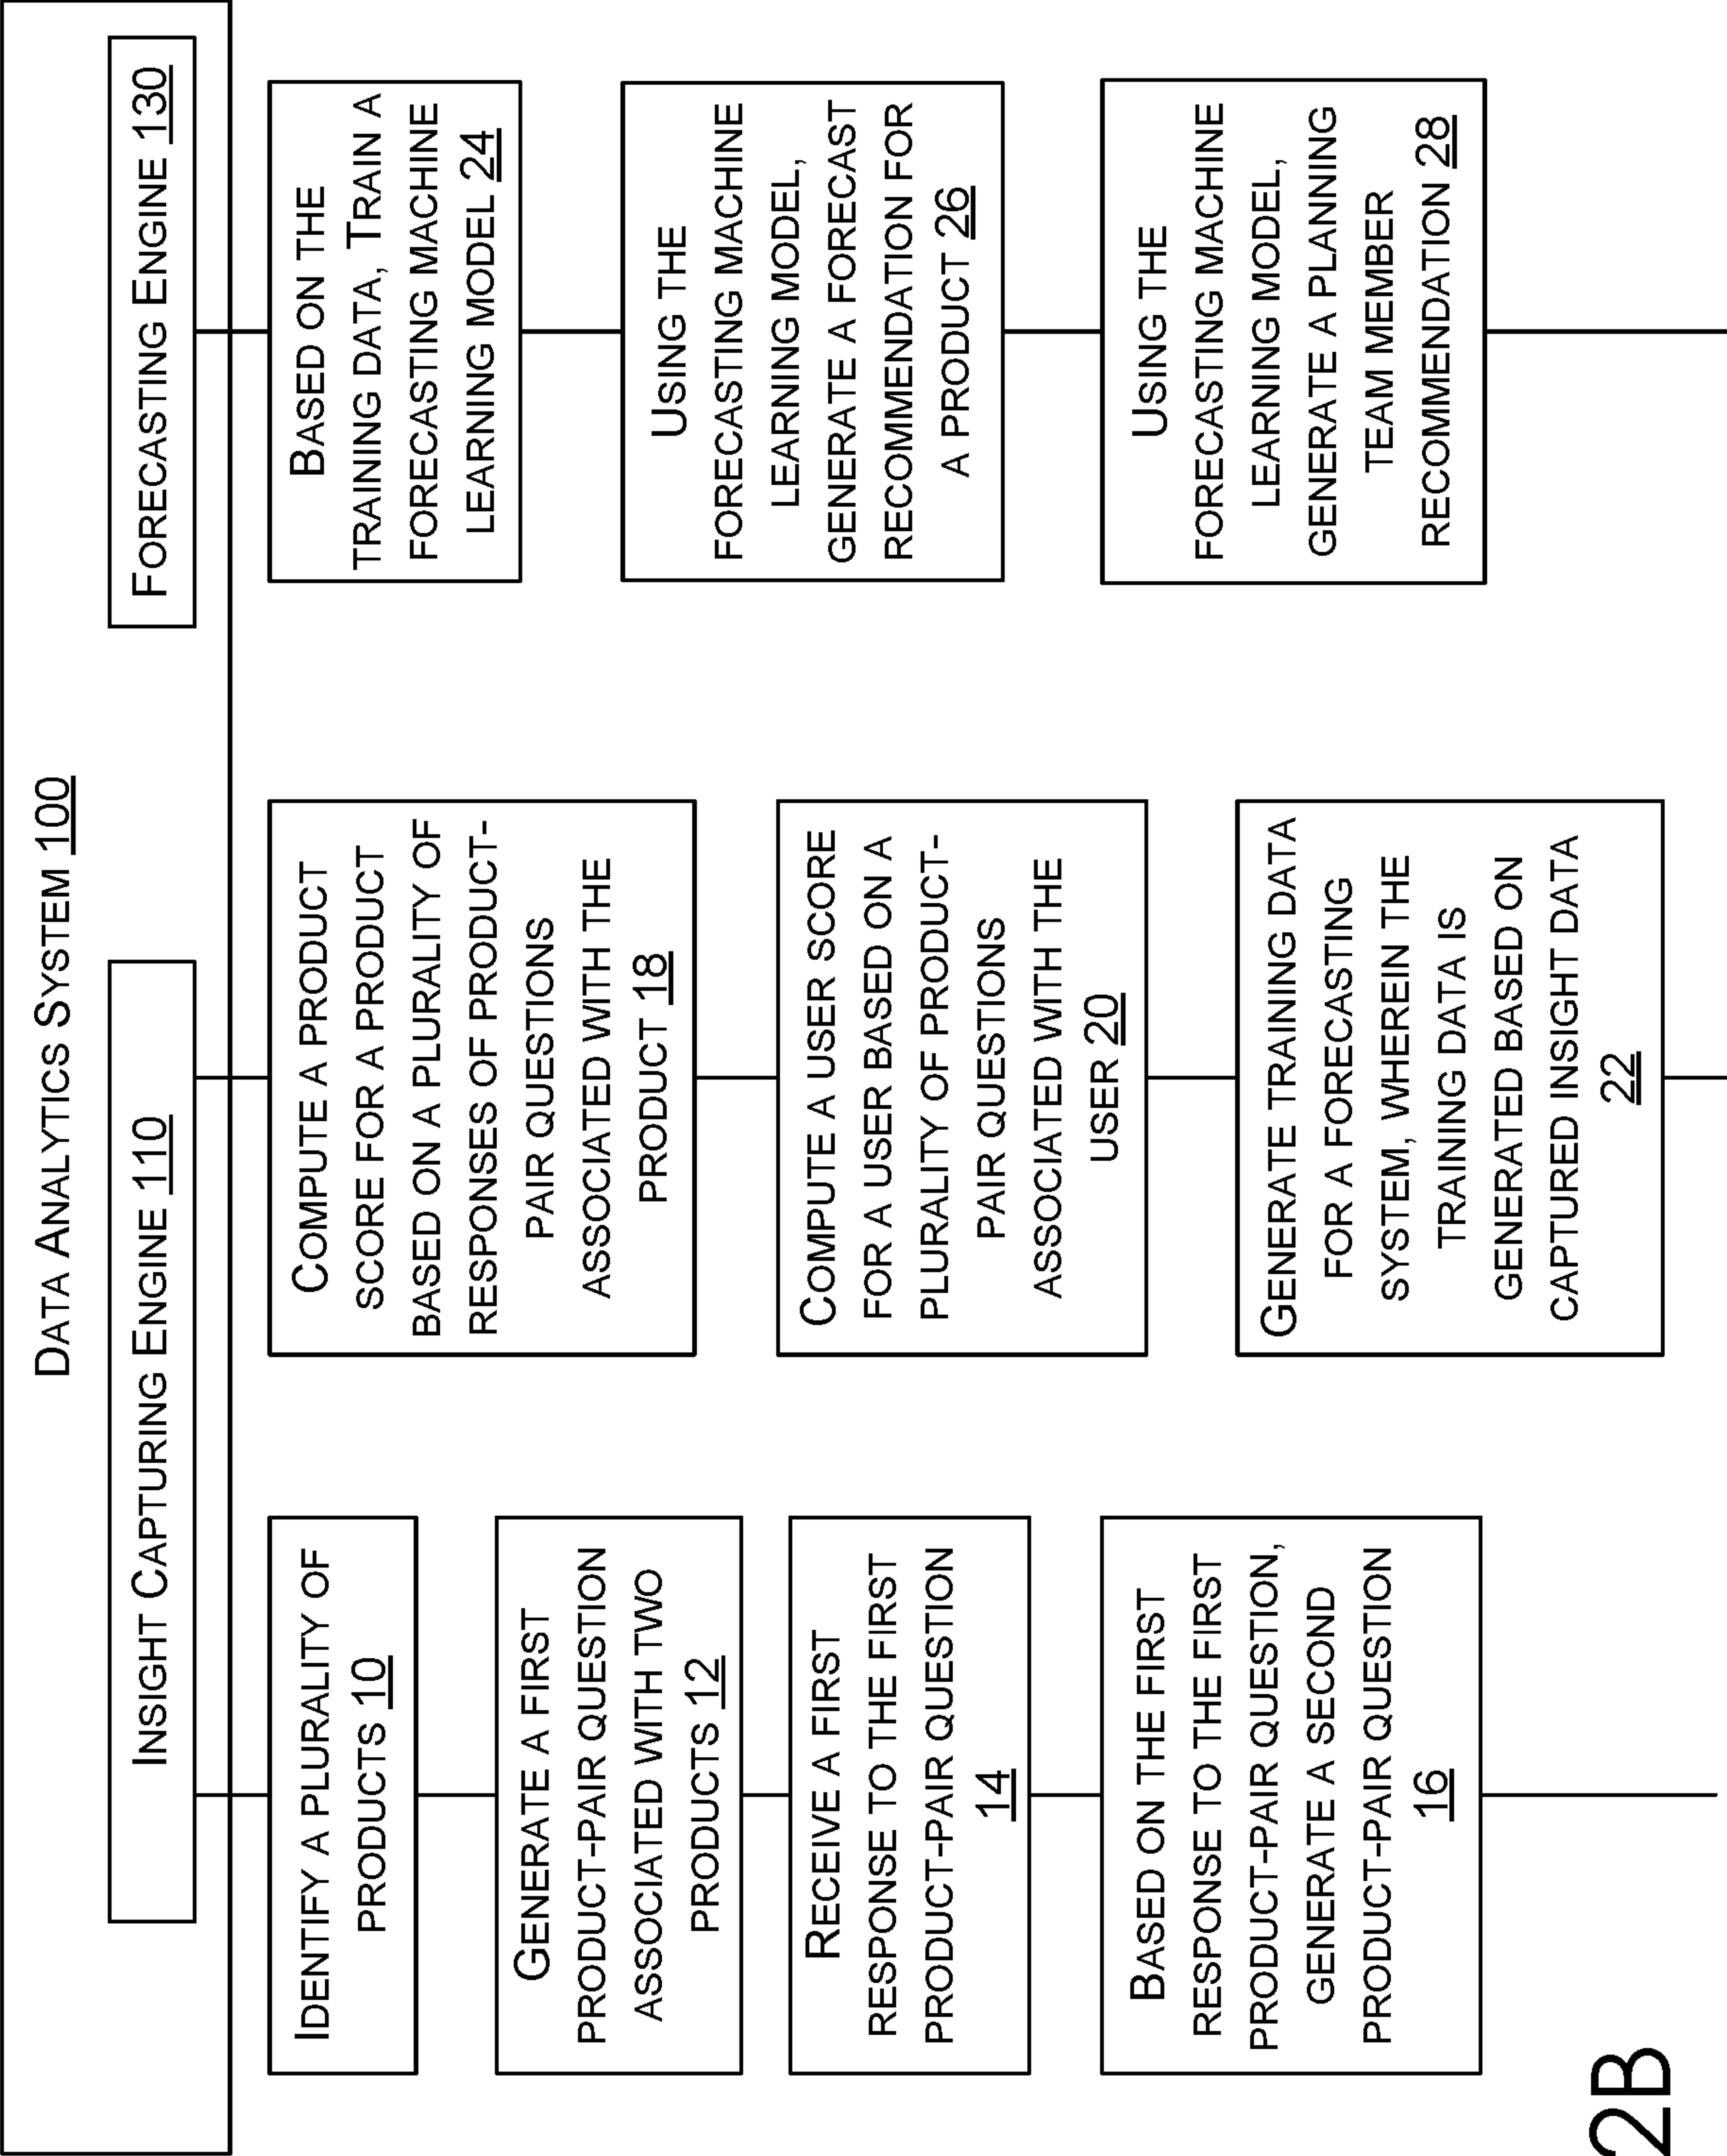 DATA ANALYTICS SYSTEM 100
INSIGHT CAPTURING ENGINE 110
FORECASTING ENGINE 130
IDENTIFY A PLURALITY OF
PRODUCTS 10
GENERATE A FIRST
PRODUCT-PAIR QUESTION
ASSOCIATED WITH TWO
PRODUCTS 12
RECEIVE A FIRST
RESPONSE TO THE FIRST
PRODUCT-PAIR QUESTION
14
BASED ON THE FIRST
RESPONSE TO THE FIRST
PRODUCT-PAIR QUESTION,
GENERATE A SECOND
PRODUCT-PAIR QUESTION
16
COMPUTE A PRODUCT
SCORE FOR A PRODUCT
BASED ON A PLURALITY OF
RESPONSES OF PRODUCT-
PAIR QUESTIONS
ASSOCIATED WITH THE
PRODUCT 18
COMPUTE A USER SCORE
FOR A USER BASED ON A
PLURALITY OF PRODUCT-
PAIR QUESTIONS
ASSOCIATED WITH THE
USER 20
GENERATE TRAINING DATA
FOR A FORECASTING
SYSTEM, WHEREIN THE
TRAINING DATA IS
GENERATED BASED ON
CAPTURED INSIGHT DATA
22
BASED ON THE
TRAINING DATA, TRAIN A
FORECASTING MACHINE
LEARNING MODEL 24
USING THE
FORECASTING MACHINE
LEARNING MODEL,
GENERATE A FORECAST
RECOMMENDATION FOR
A PRODUCT 26
USING THE
FORECASTING MACHINE
LEARNING MODEL,
GENERATE A PLANNING
TEAM MEMBER
RECOMMENDATION 28
2B